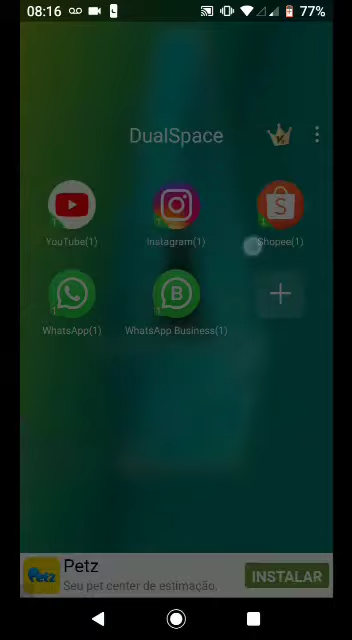 08:16 77%
DualSpace
YouTube(1) Instagram(1) Shopee(1)
WhatsApp(1) WhatsApp Business(1)
Petz
Petz
Seu pet center de estimação.
INSTALAR